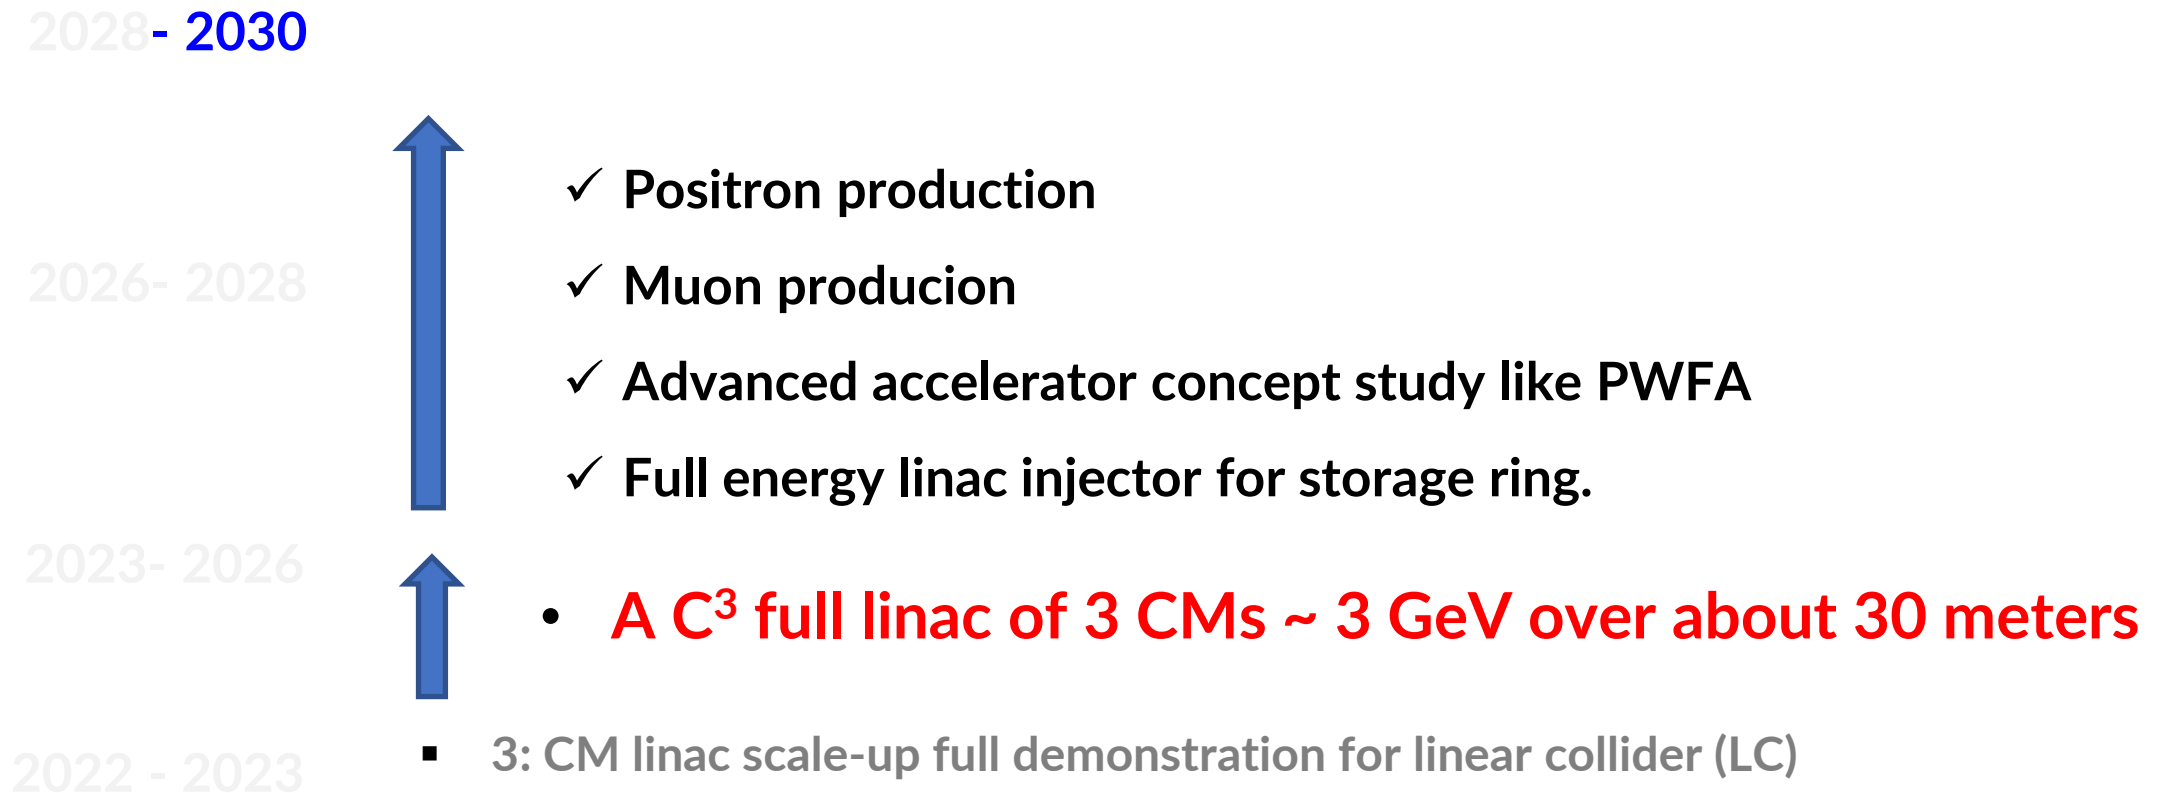 2028- 2030
✓ Positron production
2026- 2028
✓ Muon producion
✓ Advanced accelerator concept study like PWFA
✓ Full energy linac injector for storage ring.
2023- 2026
• A C³ full linac of 3 CMs ~ 3 GeV over about 30 meters
▪ 3: CM linac scale-up full demonstration for linear collider (LC)
2022 - 2023